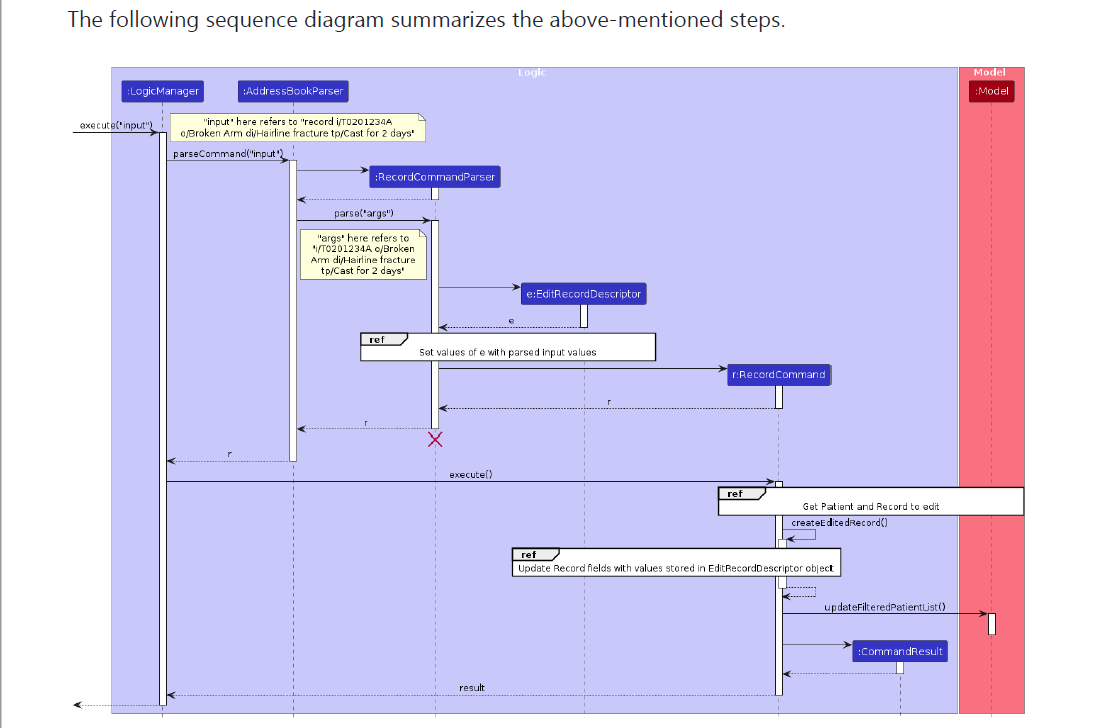 The following sequence diagram summarizes the above-mentioned steps.
Logic
Model
:LogicManager
:AddressBookParser
:Model
execute("input")
"input" here refers to "record i/T0201234A
o/Broken Arm di/Hairline fracture tp/Cast for 2 days"
parseCommand("input")
:RecordCommandParser
parse("args")
"args" here refers to
"i/T0201234A o/Broken
Arm di/Hairline fracture
tp/Cast for 2 days"
e:EditRecordDescriptor
e
ref
Set values of e with parsed input values
r:RecordCommand
r
r
r
execute()
ref
Get Patient and Record to edit
createEditedRecord()
ref
Update Record fields with values stored in EditRecordDescriptor object
updateFilteredPatientList()
:CommandResult
result